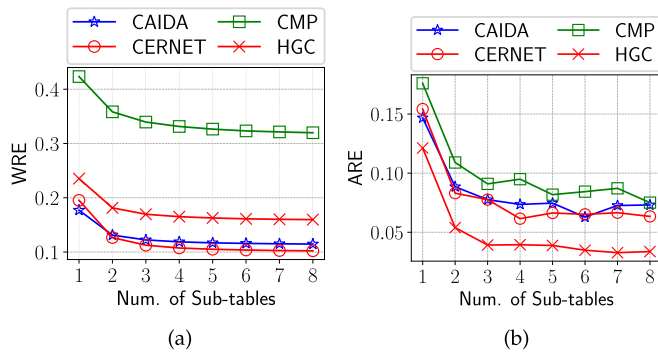 CAIDA CMP
CERNET HGC
WRE
0.4
0.3
0.2
0.1
1 2 3 4 5 6 7 8
Num. of Sub-tables
(a)
CAIDA CMP
CERNET HGC
ARE
0.15
0.10
0.05
1 2 3 4 5 6 7 8
Num. of Sub-tables
(b)